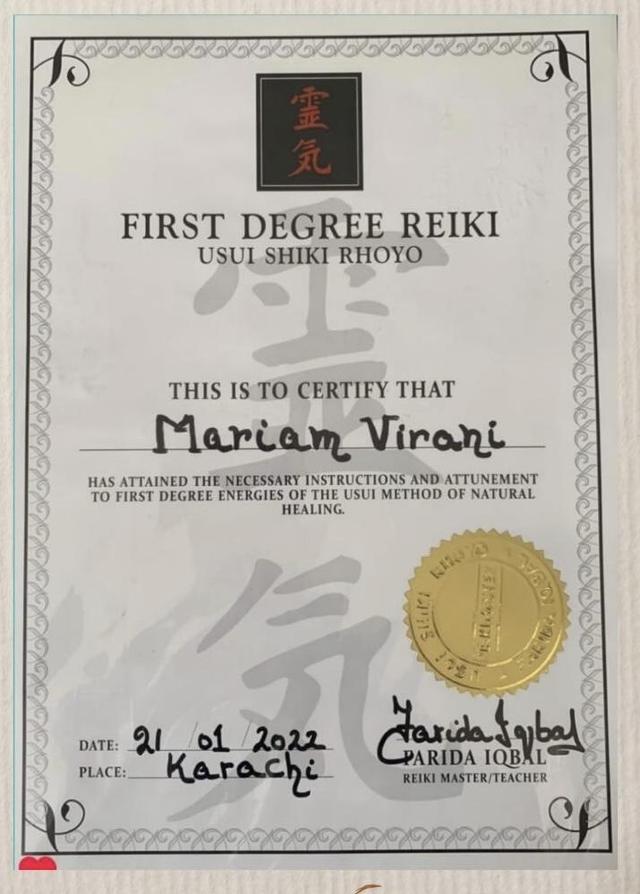 靈
気
FIRST DEGREE REIKI
USUI SHIKI RHOYO
THIS IS TO CERTIFY THAT
Mariam Virani
HAS ATTAINED THE NECESSARY INSTRUCTIONS AND ATTUNEMENT
TO FIRST DEGREE ENERGIES OF THE USUI METHOD OF NATURAL
HEALING.
DATE: 21 / 01 / 2022
PLACE: Karachi
Farida Iqbal
PARIDA IQBAL
REIKI MASTER/TEACHER